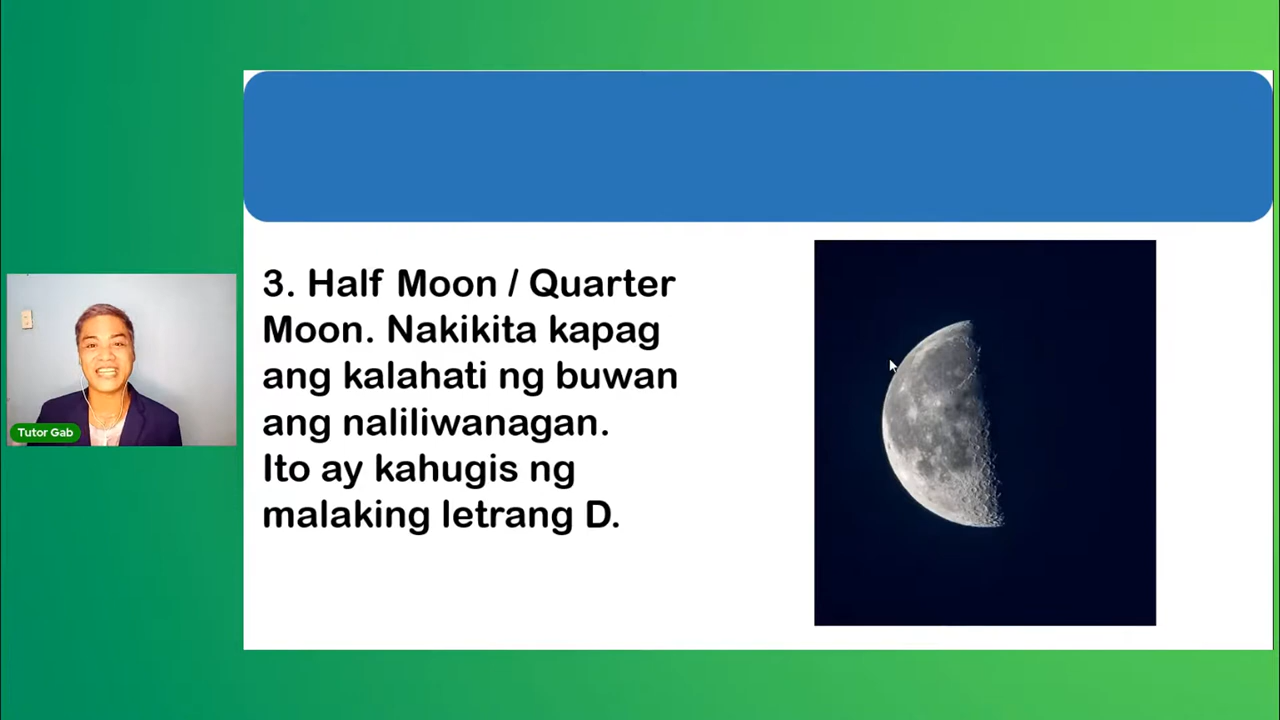 3. Half Moon / Quarter
Moon. Nakikita kapag
ang kalahati ng buwan
ang naliliwanagan.
Ito ay kahugis ng
malaking letrang D.
Tutor Gab